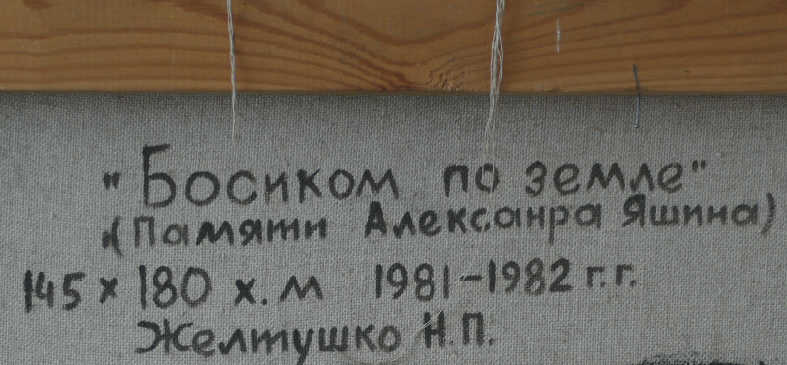 "Босиком по земле"
(Памяти Алексанра Яшина)
145 х 180 х.м 1981-1982 г.г.
Желтушко Н.П.